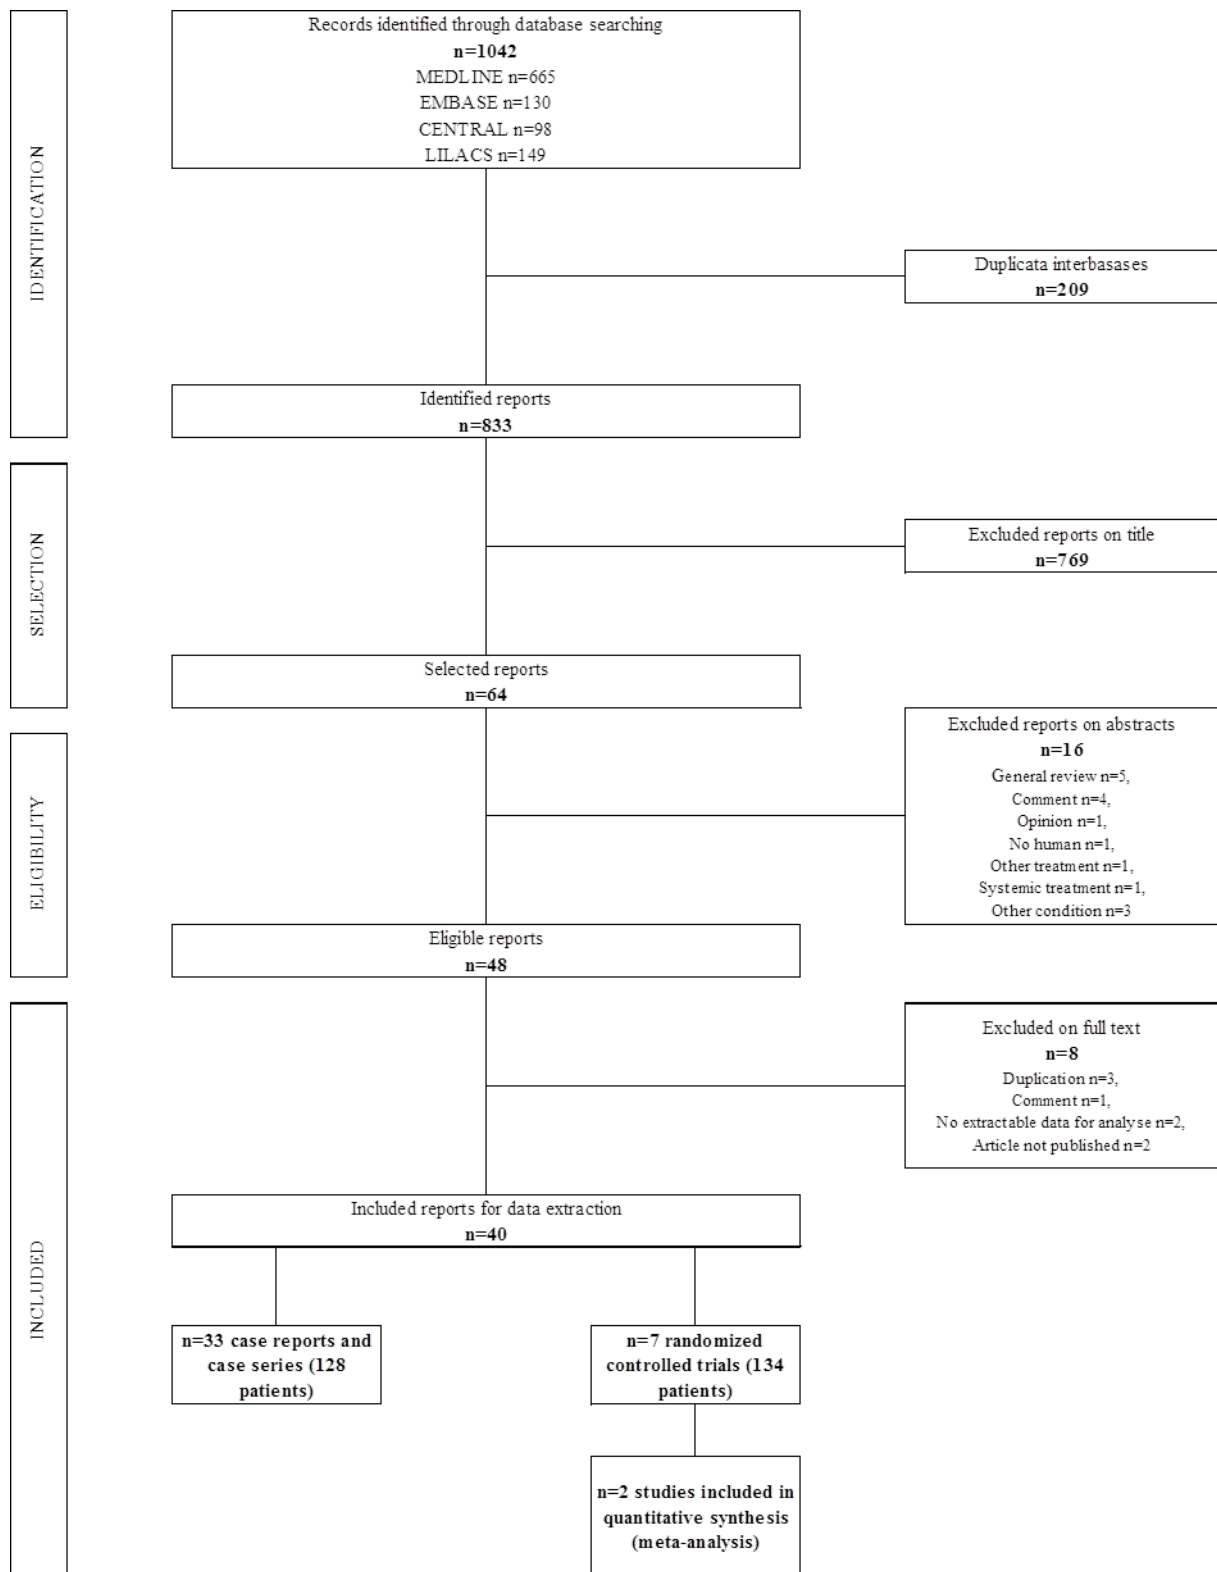 IDENTIFICATION
Records identified through database searching
n=1042
MEDLINE n=665
EMBASE n=130
CENTRAL n=98
LILACS n=149
Duplicata interbasases
n=209
Identified reports
n=833
SELECTION
Excluded reports on title
n=769
Selected reports
n=64
ELIGIBILITY
Excluded reports on abstracts
n=16
General review n=5,
Comment n=4,
Opinion n=1,
No human n=1,
Other treatment n=1,
Systemic treatment n=1,
Other condition n=3
Eligible reports
n=48
INCLUDED
Excluded on full text
n=8
Duplication n=3,
Comment n=1,
No extractable data for analyse n=2,
Article not published n=2
Included reports for data extraction
n=40
n=33 case reports and
case series (128
patients)
n=7 randomized
controlled trials (134
patients)
n=2 studies included in
quantitative synthesis
(meta-analysis)